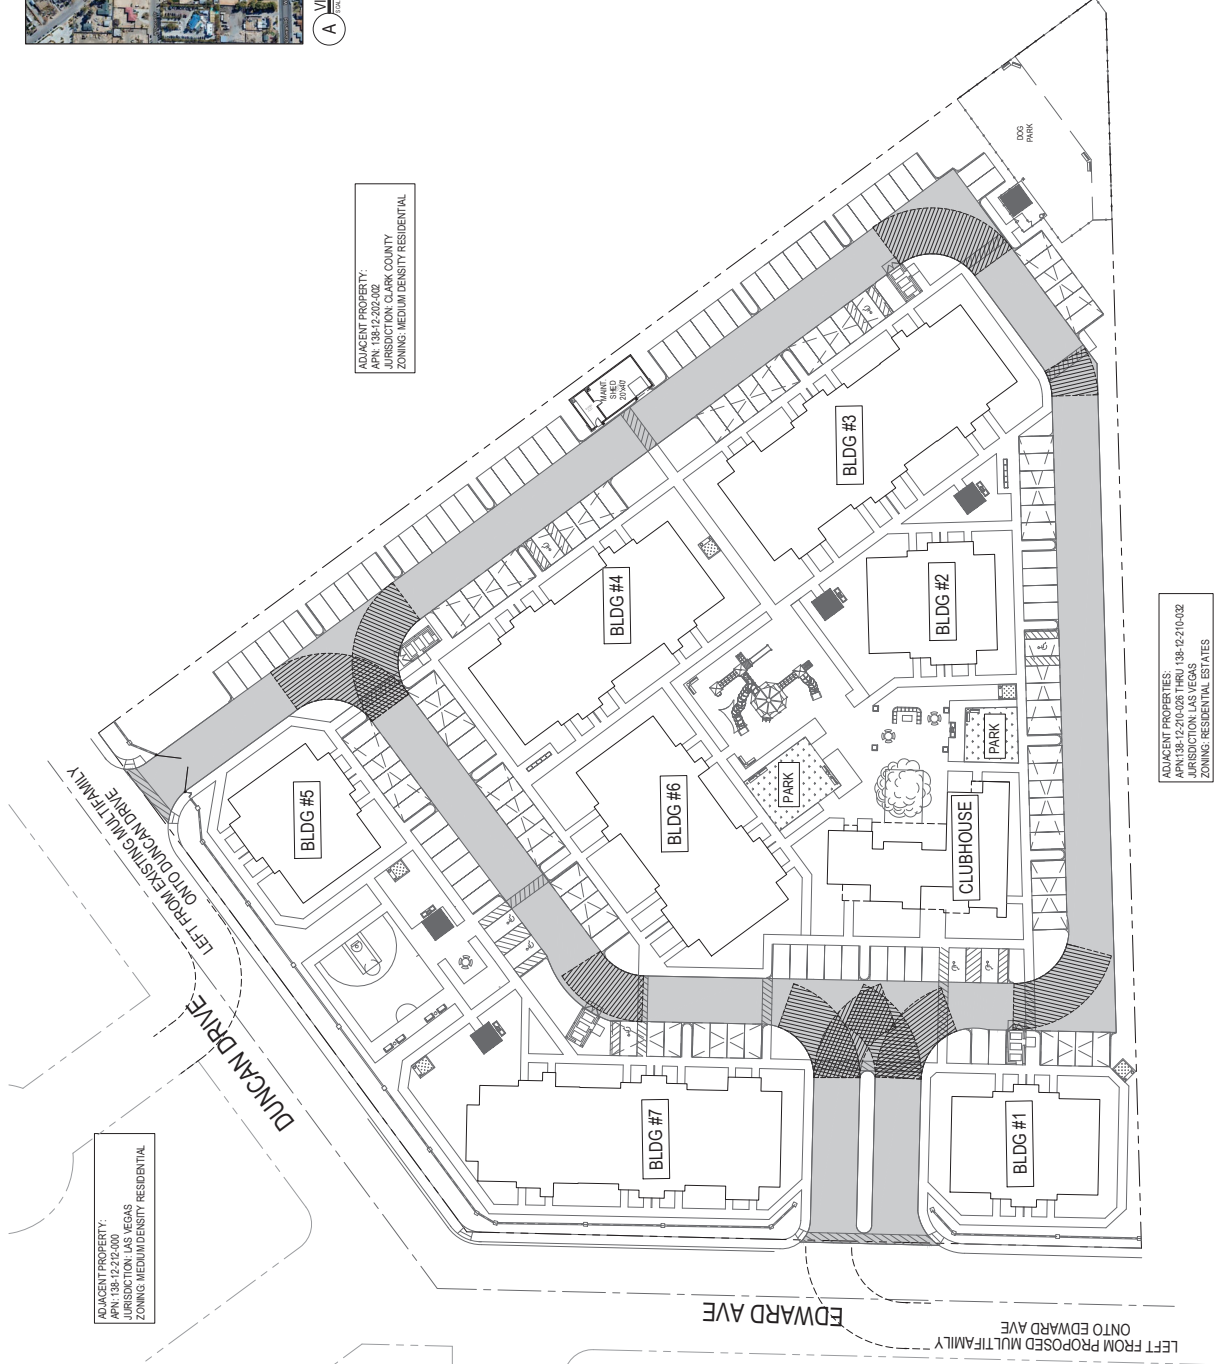 A
ADJACENT PROPERTY:
APN: 138-12-202-002
JURISDICTION: CLARK COUNTY
ZONING: MEDIUM DENSITY RESIDENTIAL
DOG
PARK
MAINT.
SHED
20'x40'
BLDG #3
BLDG #4
BLDG #2
BLDG #5
BLDG #6
PARK
PARK
CLUBHOUSE
BLDG #7
BLDG #1
LEFT FROM EXISTING MULTIFAMILY
ONTO DUNCAN DRIVE
DUNCAN DRIVE
ADJACENT PROPERTIES:
APN:138-12-210-026 THRU 138-12-210-032
JURISDICTION: LAS VEGAS
ZONING: RESIDENTIAL ESTATES
ADJACENT PROPERTY:
APN: 138-12-212-000
JURISDICTION: LAS VEGAS
ZONING: MEDIUM DENSITY RESIDENTIAL
EDWARD AVE
LEFT FROM PROPOSED MULTIFAMILY
ONTO EDWARD AVE